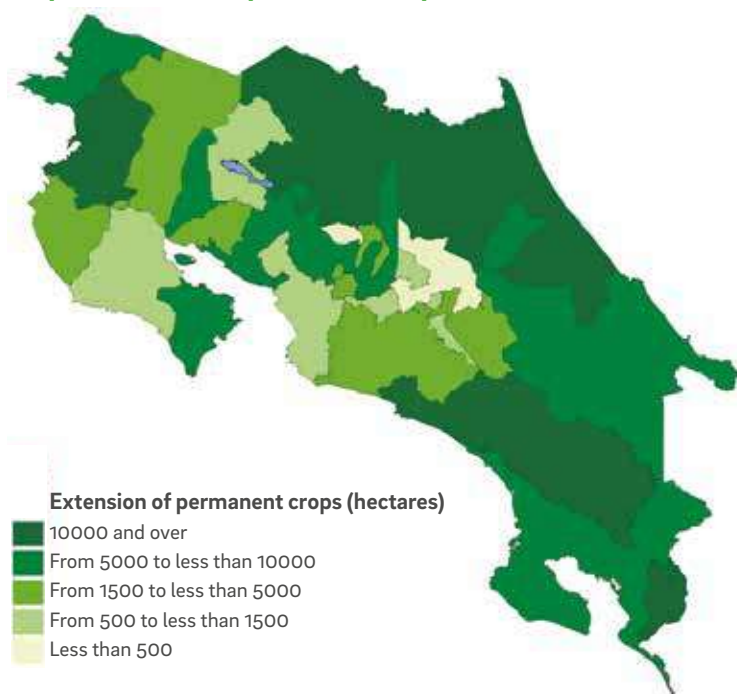 Extension of permanent crops (hectares)
10000 and over
From 5000 to less than 10000
From 1500 to less than 5000
From 500 to less than 1500
Less than 500